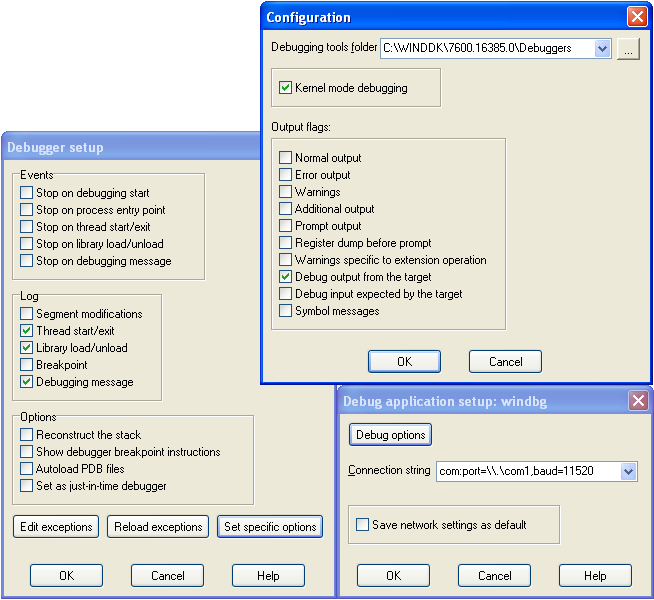 Configuration
Debugging tools folder C:\WINDDK\7600.16385.0\Debuggers ...
Kernel mode debugging
Output flags:
Normal output
Error output
Warnings
Additional output
Prompt output
Register dump before prompt
Warnings specific to extension operation
Debug output from the target
Debug input expected by the target
Symbol messages
OK Cancel
Debugger setup
Events
Stop on debugging start
Stop on process entry point
Stop on thread start/exit
Stop on library load/unload
Stop on debugging message
Log
Segment modifications
Thread start/exit
Library load/unload
Breakpoint
Debugging message
Options
Reconstruct the stack
Show debugger breakpoint instructions
Autoload PDB files
Set as just-in-time debugger
Edit exceptions Reload exceptions Set specific options
OK Cancel Help
Debug application setup: windbg
Debug options
Connection string com:port=\\.\com1,baud=11520
Save network settings as default
OK Cancel Help